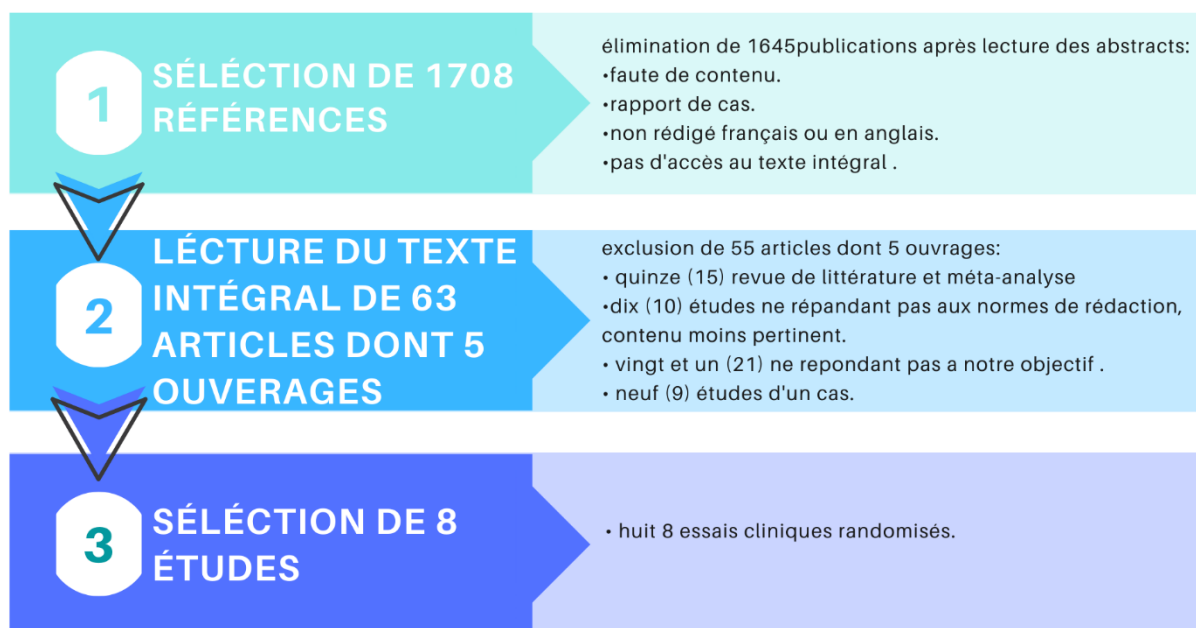 1
SÉLÉCTION DE 1708
RÉFÉRENCES
élimination de 1645publications après lecture des abstracts:
•faute de contenu.
•rapport de cas.
•non rédigé français ou en anglais.
•pas d'accès au texte intégral .
2
LÉCTURE DU TEXTE
INTÉGRAL DE 63
ARTICLES DONT 5
OUVERAGES
exclusion de 55 articles dont 5 ouvrages:
• quinze (15) revue de littérature et méta-analyse
•dix (10) études ne répandant pas aux normes de rédaction,
contenu moins pertinent.
• vingt et un (21) ne repondant pas a notre objectif .
• neuf (9) études d'un cas.
3
SÉLÉCTION DE 8
ÉTUDES
• huit 8 essais cliniques randomisés.